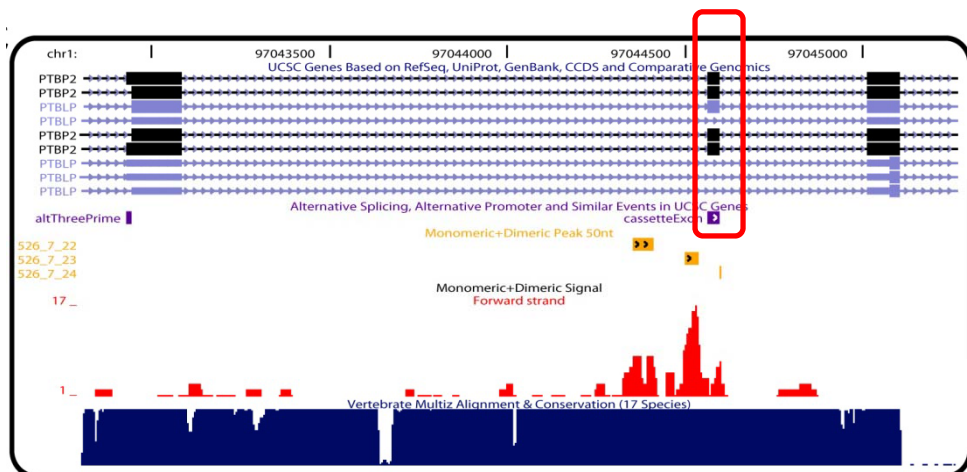 chr1: 97043500 97044000 97044500 97045000
UCSC Genes Based on RefSeq, UniProt, GenBank, CCDS and Comparative Genomics
PTBP2
PTBP2
PTBLP
PTBLP
PTBP2
PTBP2
PTBLP
PTBLP
PTBLP
Alternative Splicing, Alternative Promoter and Similar Events in UCSC Genes
altThreePrime cassetteExon
Monomeric+Dimeric Peak 50nt
526_7_22
526_7_23
526_7_24
Monomeric+Dimeric Signal
17 _ Forward strand
1 _
Vertebrate Multiz Alignment & Conservation (17 Species)